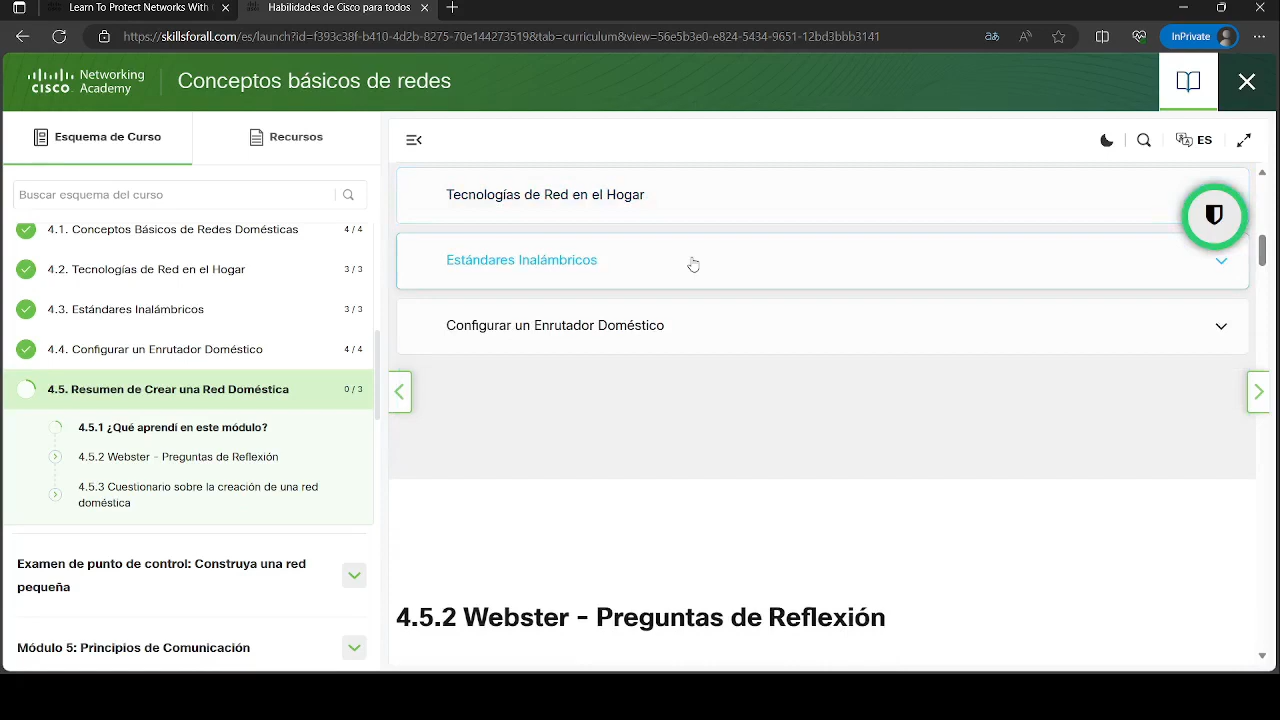 Learn To Protect Networks With
Habilidades de Cisco para todos
https://skillsforall.com/es/launch?id=f393c38f-b410-4d2b-8275-70e144273519&tab=curriculum&view=56e5b3e0-e824-5434-9651-12bd3bbb3141
InPrivate
Networking
CISCO Academy
Conceptos básicos de redes
Esquema de Curso
Recursos
ES
Buscar esquema del curso
4.1. Conceptos Básicos de Redes Domésticas 4 / 4
4.2. Tecnologías de Red en el Hogar 3 / 3
4.3. Estándares Inalámbricos 3 / 3
4.4. Configurar un Enrutador Doméstico 4 / 4
4.5. Resumen de Crear una Red Doméstica 0 / 3
4.5.1 ¿Qué aprendí en este módulo?
4.5.2 Webster – Preguntas de Reflexión
4.5.3 Cuestionario sobre la creación de una red
doméstica
Examen de punto de control: Construya una red
pequeña
Módulo 5: Principios de Comunicación
Tecnologías de Red en el Hogar
Estándares Inalámbricos
Configurar un Enrutador Doméstico
4.5.2 Webster – Preguntas de Reflexión